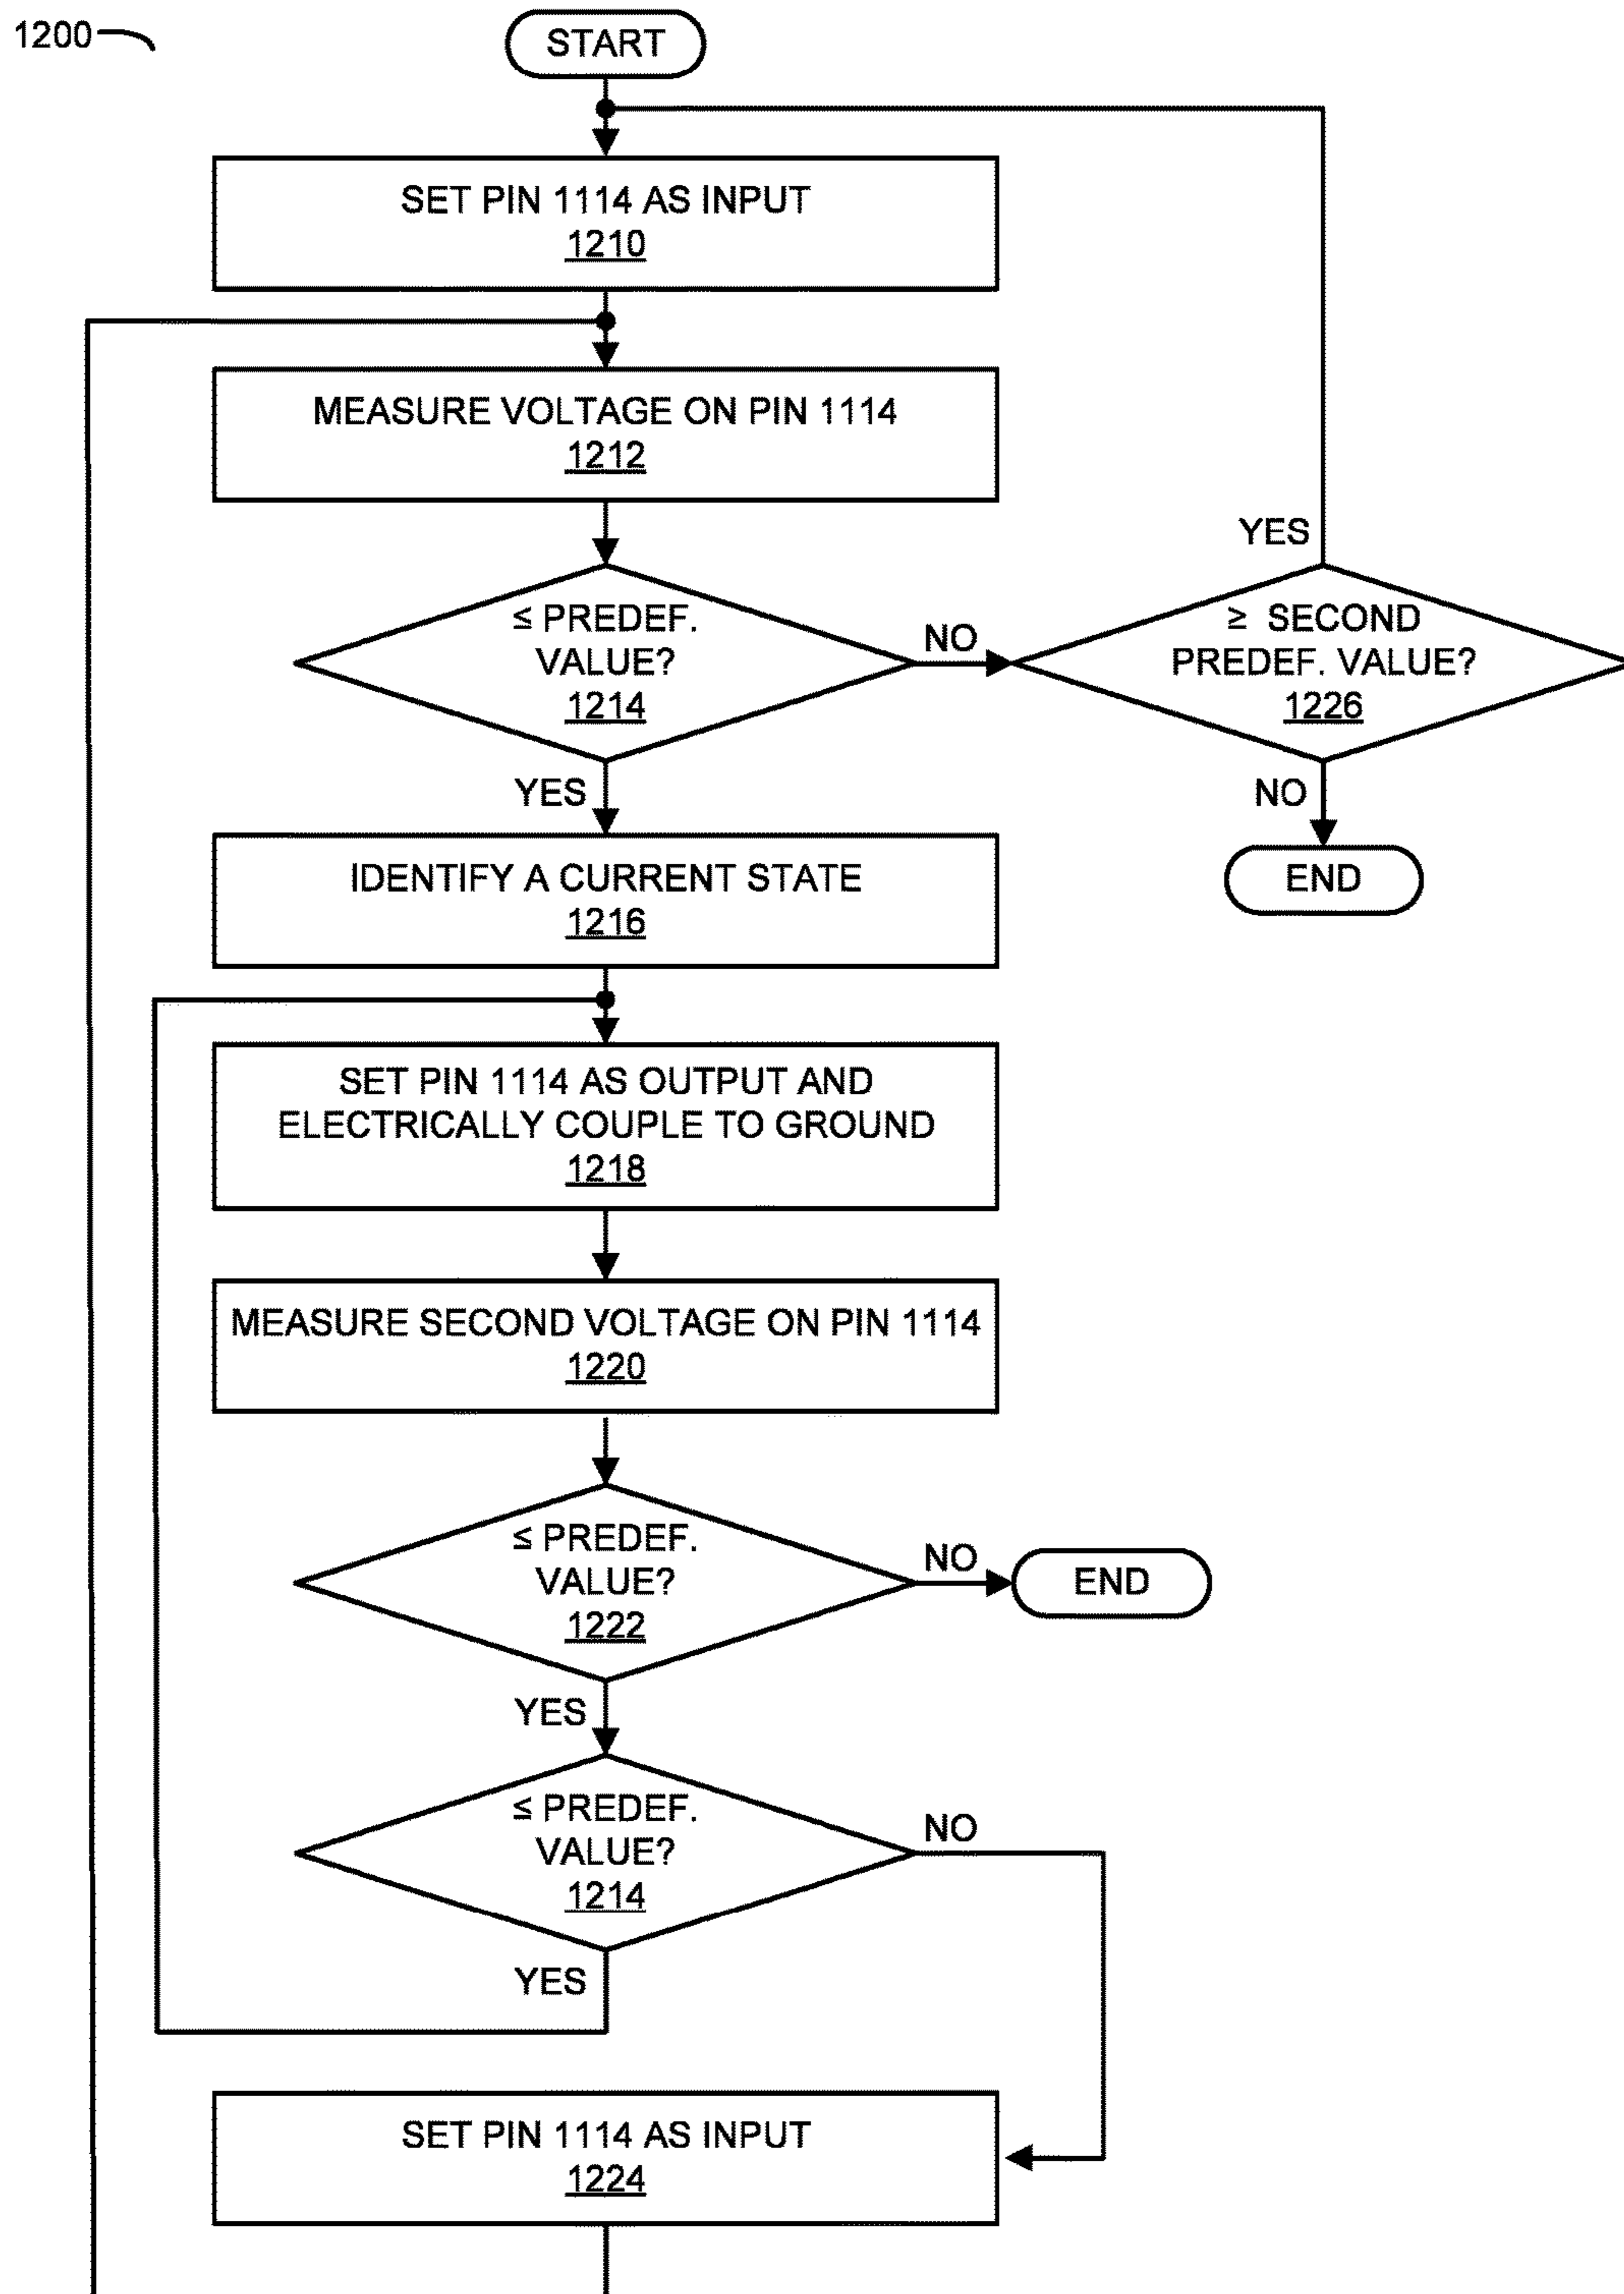 1200
START
SET PIN 1114 AS INPUT
1210
MEASURE VOLTAGE ON PIN 1114
1212
≤ PREDEF.
VALUE?
1214
NO
YES
≥ SECOND
PREDEF. VALUE?
1226
NO
END
YES
IDENTIFY A CURRENT STATE
1216
SET PIN 1114 AS OUTPUT AND
ELECTRICALLY COUPLE TO GROUND
1218
MEASURE SECOND VOLTAGE ON PIN 1114
1220
≤ PREDEF.
VALUE?
1222
NO
END
YES
≤ PREDEF.
VALUE?
1214
NO
YES
SET PIN 1114 AS INPUT
1224